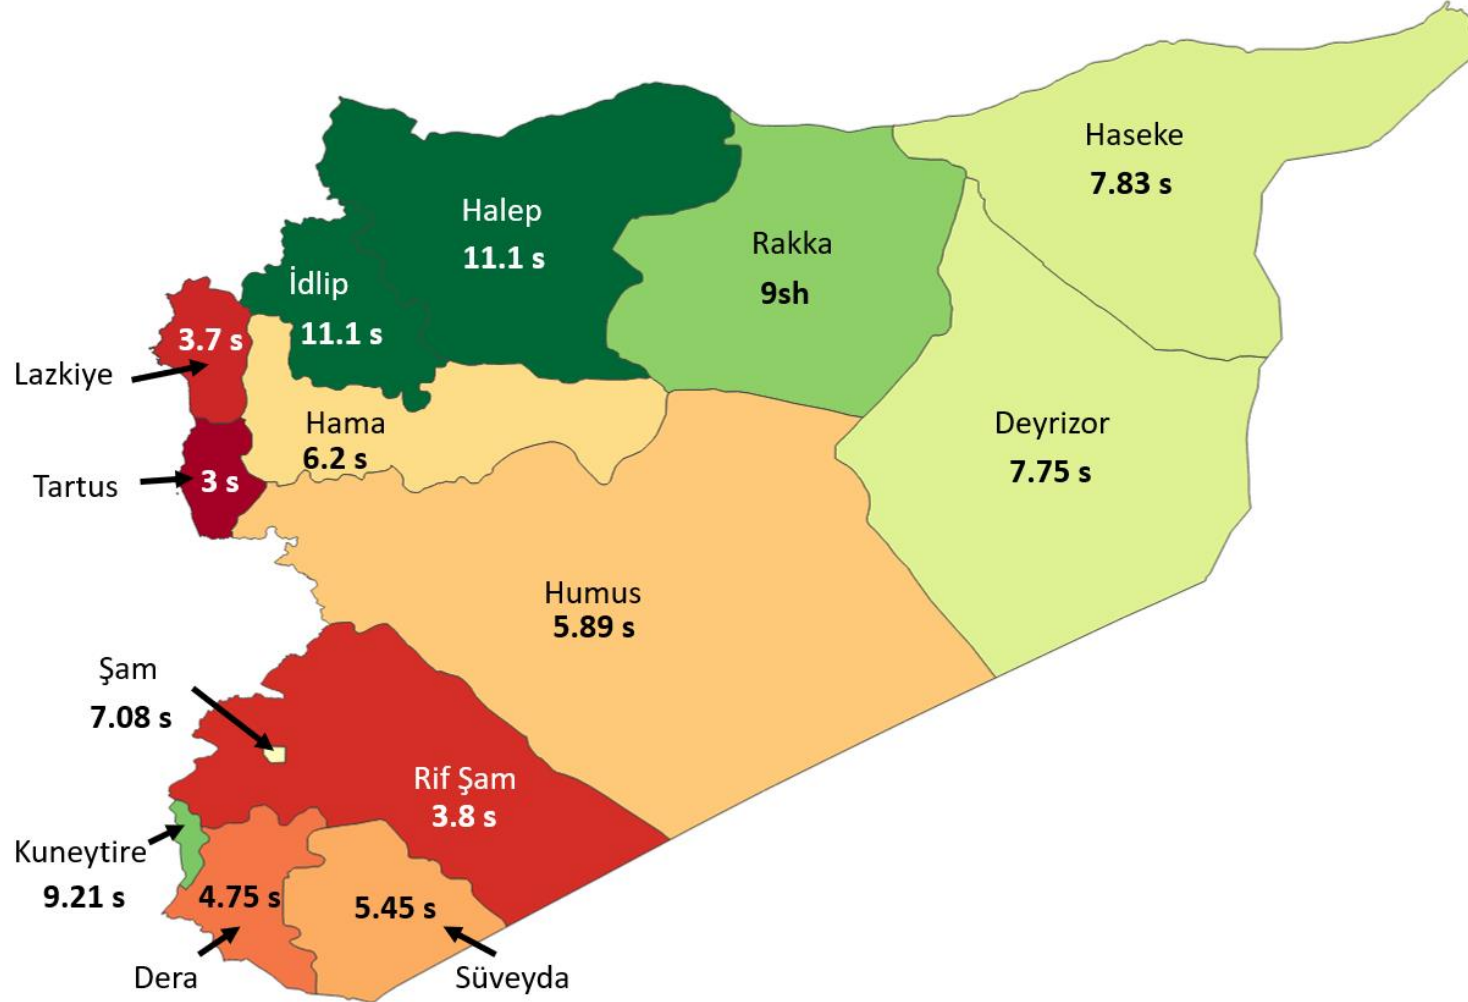 Haseke
7.83 s
Halep
11.1 s
Rakka
9sh
İdlip
11.1 s
3.7 s
Lazkiye
Hama
6.2 s
Deyrizor
7.75 s
Tartus
3 s
Humus
5.89 s
Şam
7.08 s
Rif Şam
3.8 s
Kuneytire
9.21 s
4.75 s
5.45 s
Dera
Süveyda